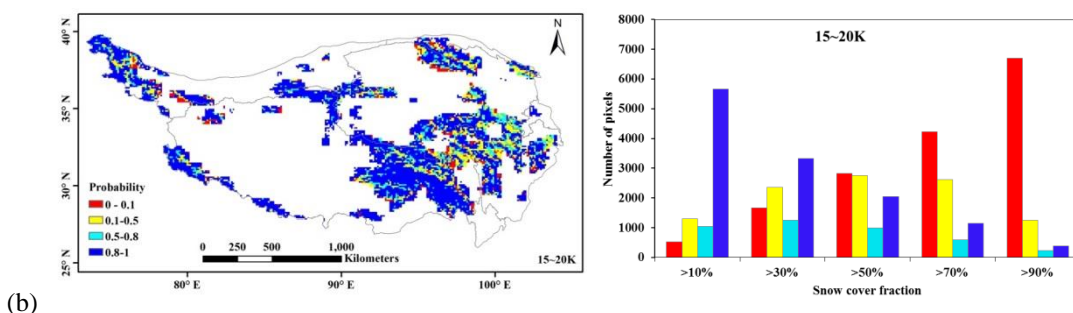 40° N
35° N
30° N
25° N
N
Probability
0 - 0.1
0.1-0.5
0.5-0.8
0.8-1
0 250 500 1,000
Kilometers
15~20K
80° E 90° E 100° E
(b)
15~20K
Number of pixels
8000
7000
6000
5000
4000
3000
2000
1000
0
>10% >30% >50% >70% >90%
Snow cover fraction